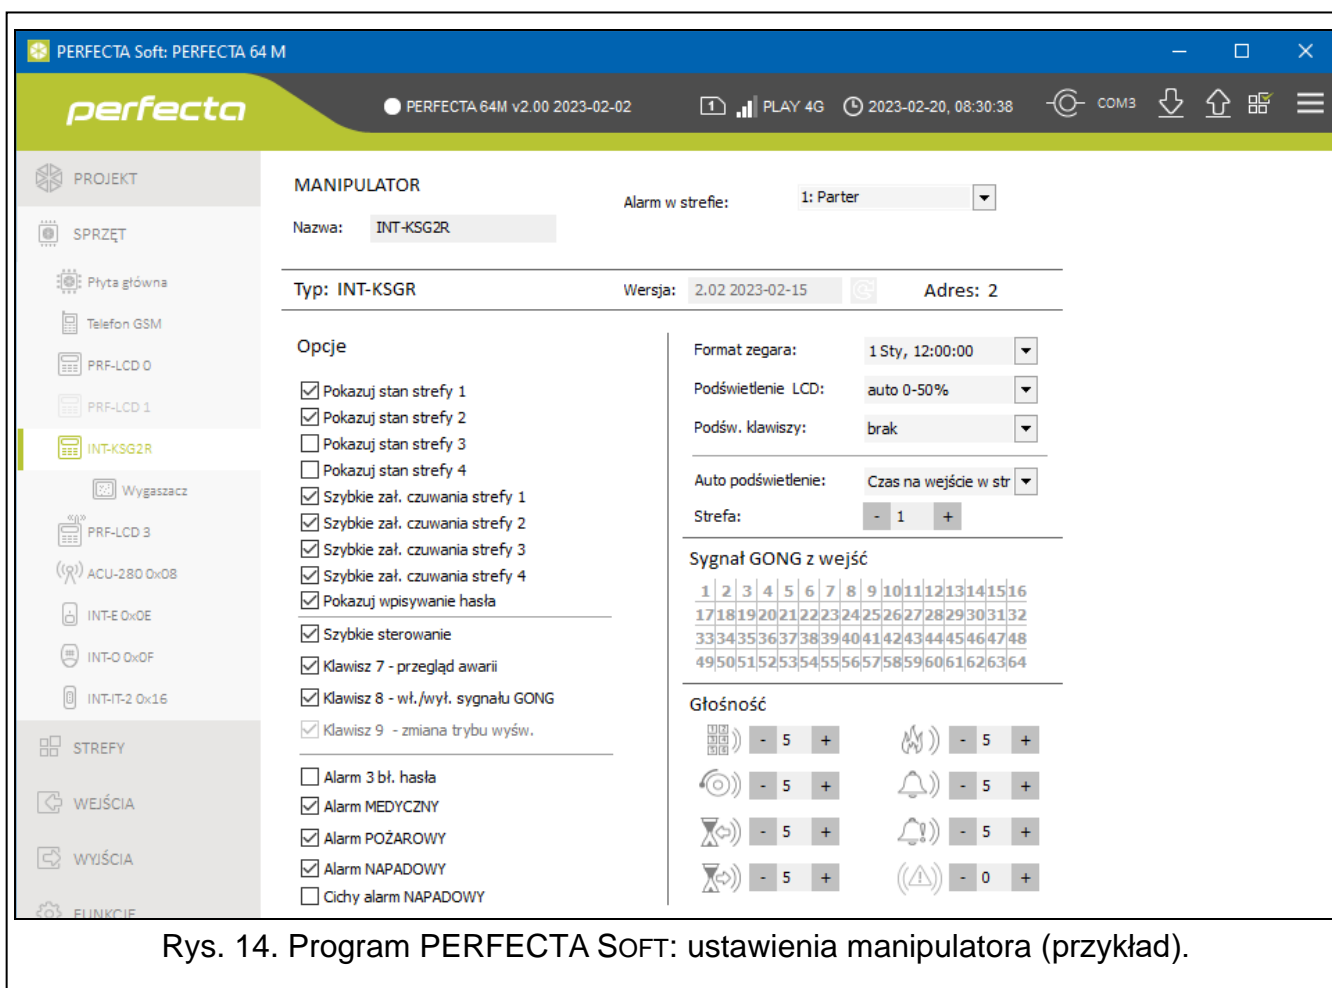 PERFECTA Soft: PERFECTA 64 M
perfecta
PERFECTA 64M v2.00 2023-02-02
1 PLAY 4G
2023-02-20, 08:30:38
COM3
PROJEKT
SPRZĘT
Płyta główna
Telefon GSM
PRF-LCD 0
PRF-LCD 1
INT-KSG2R
Wygaszacz
PRF-LCD 3
ACU-280 0x08
INT-E 0x0E
INT-O 0x0F
INT-IT-2 0x16
STREFY
WEJŚCIA
WYJŚCIA
FUNKCJE
MANIPULATOR
Nazwa: INT-KSG2R
Alarm w strefie: 1: Parter
Typ: INT-KSGR
Wersja: 2.02 2023-02-15
Adres: 2
Opcje
Pokazuj stan strefy 1
Pokazuj stan strefy 2
Pokazuj stan strefy 3
Pokazuj stan strefy 4
Szybkie zał. czuwania strefy 1
Szybkie zał. czuwania strefy 2
Szybkie zał. czuwania strefy 3
Szybkie zał. czuwania strefy 4
Pokazuj wpisywanie hasła
Szybkie sterowanie
Klawisz 7 - przegląd awarii
Klawisz 8 - wł./wył. sygnału GONG
Klawisz 9 - zmiana trybu wyśw.
Alarm 3 bł. hasła
Alarm MEDYCZNY
Alarm POŻAROWY
Alarm NAPADOWY
Cichy alarm NAPADOWY
Format zegara: 1 Sty, 12:00:00
Podświetlenie LCD: auto 0-50%
Podśw. klawiszy: brak
Auto podświetlenie: Czas na wejście w str
Strefa: - 1 +
Sygnał GONG z wejść
1 2 3 4 5 6 7 8 9 10 11 12 13 14 15 16
17 18 19 20 21 22 23 24 25 26 27 28 29 30 31 32
33 34 35 36 37 38 39 40 41 42 43 44 45 46 47 48
49 50 51 52 53 54 55 56 57 58 59 60 61 62 63 64
Głośność
- 5 + - 5 +
- 5 + - 5 +
- 5 + - 5 +
- 5 + - 0 +
Rys. 14. Program PERFECTA SOFT: ustawienia manipulatora (przykład).